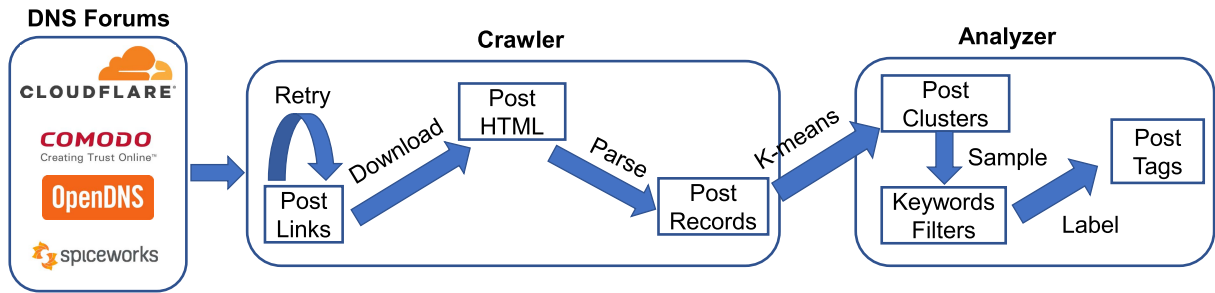 DNS Forums
CLOUDFLARE®
COMODO
Creating Trust Online™
OpenDNS
spiceworks
Crawler
Retry
Post
Links
Download
Post
HTML
Parse
Post
Records
K-means
Analyzer
Post
Clusters
Sample
Keywords
Filters
Label
Post
Tags